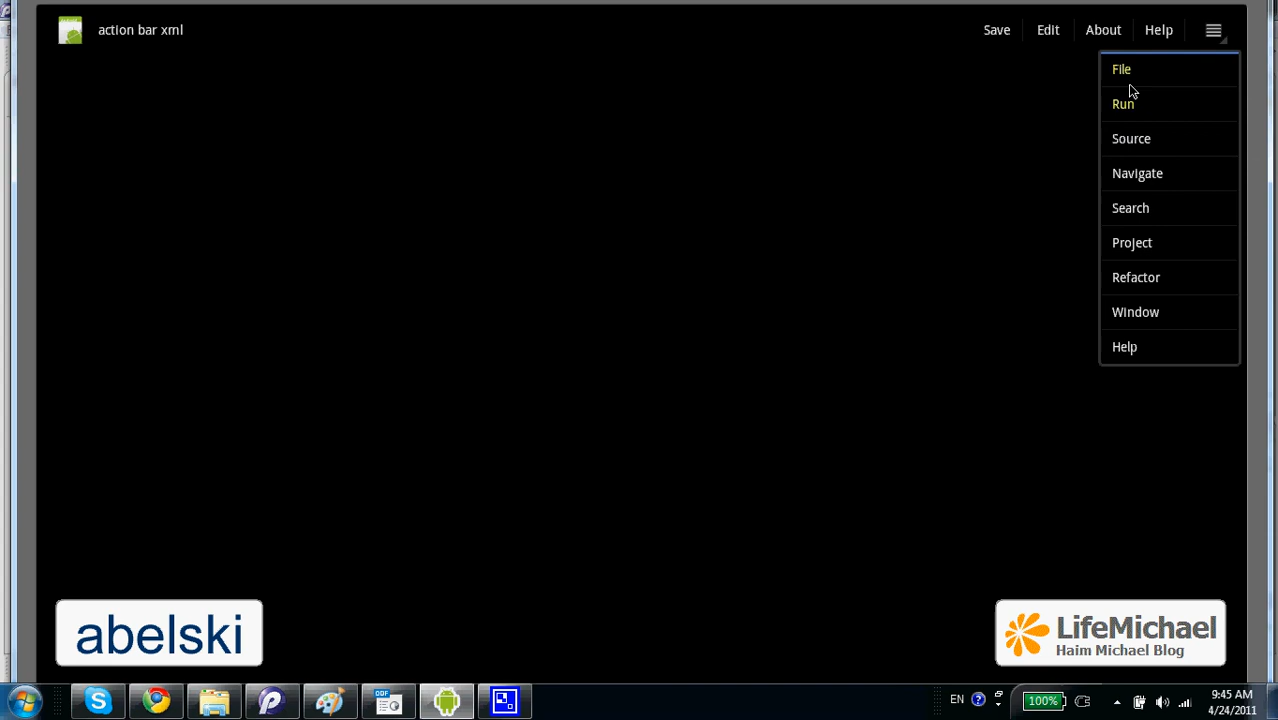 action bar xml
Save
Edit
About
Help
File
Run
Source
Navigate
Search
Project
Refactor
Window
Help
abelski
LifeMichael
Haim Michael Blog
EN
100%
9:45 AM
4/24/2011